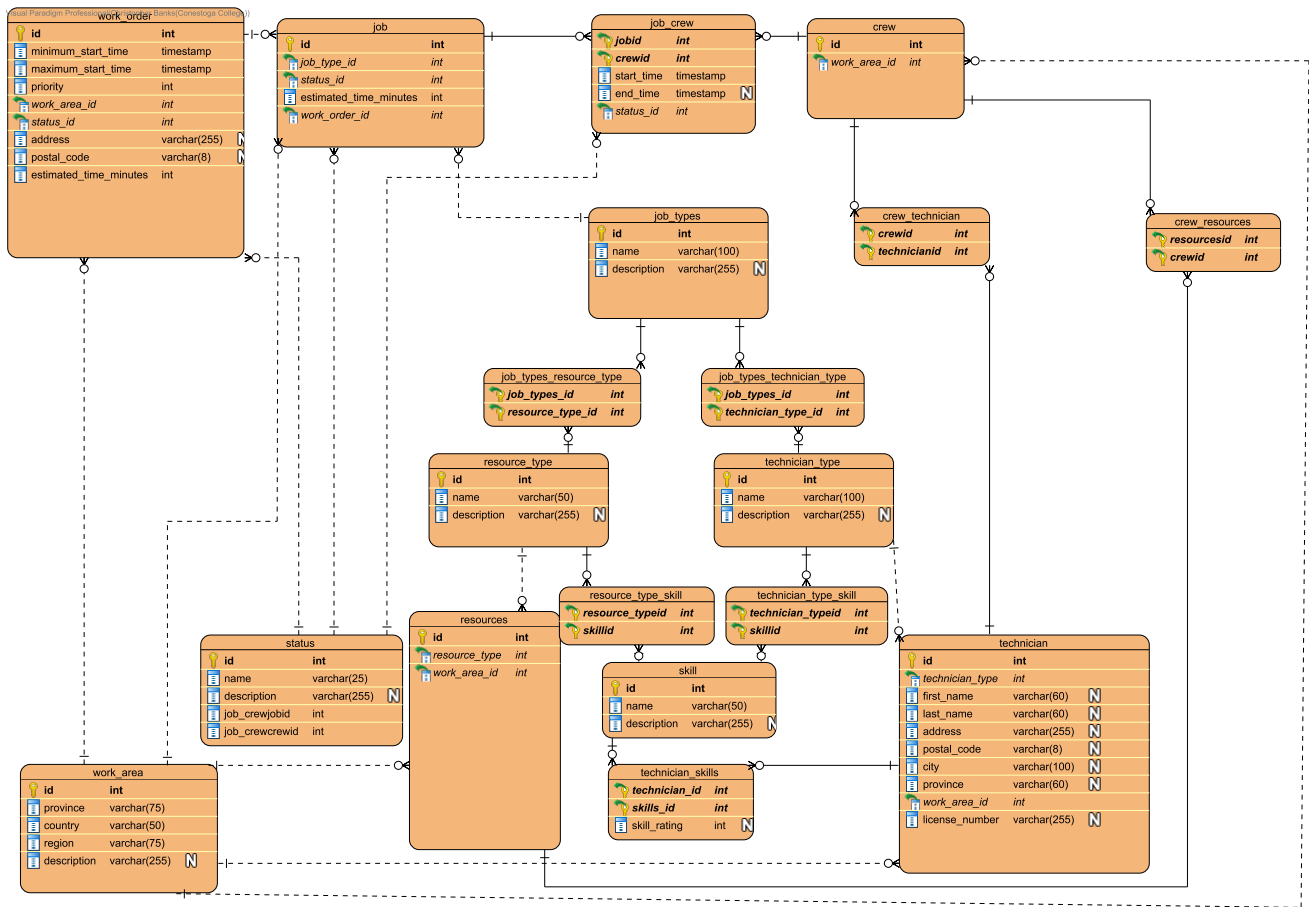 Visual Paradigm Professional(Christopher Banks(Conestoga College))
work_order
id int
minimum_start_time timestamp
maximum_start_time timestamp
priority int
work_area_id int
status_id int
address varchar(255) N
postal_code varchar(8) N
estimated_time_minutes int
job
id int
job_type_id int
status_id int
estimated_time_minutes int
work_order_id int
job_crew
jobid int
crewid int
start_time timestamp
end_time timestamp N
status_id int
crew
id int
work_area_id int
job_types
id int
name varchar(100)
description varchar(255) N
crew_technician
crewid int
technicianid int
crew_resources
resourcesid int
crewid int
job_types_resource_type
job_types_id int
resource_type_id int
job_types_technician_type
job_types_id int
technician_type_id int
resource_type
id int
name varchar(50)
description varchar(255) N
technician_type
id int
name varchar(100)
description varchar(255) N
resource_type_skill
resource_typeid int
skillid int
technician_type_skill
technician_typeid int
skillid int
resources
id int
resource_type int
work_area_id int
status
id int
name varchar(25)
description varchar(255) N
job_crewjobid int
job_crewcrewid int
skill
id int
name varchar(50)
description varchar(255) N
technician
id int
technician_type int
first_name varchar(60) N
last_name varchar(60) N
address varchar(255) N
postal_code varchar(8) N
city varchar(100) N
province varchar(60) N
work_area_id int
license_number varchar(255) N
work_area
id int
province varchar(75)
country varchar(50)
region varchar(75)
description varchar(255) N
technician_skills
technician_id int
skills_id int
skill_rating int N